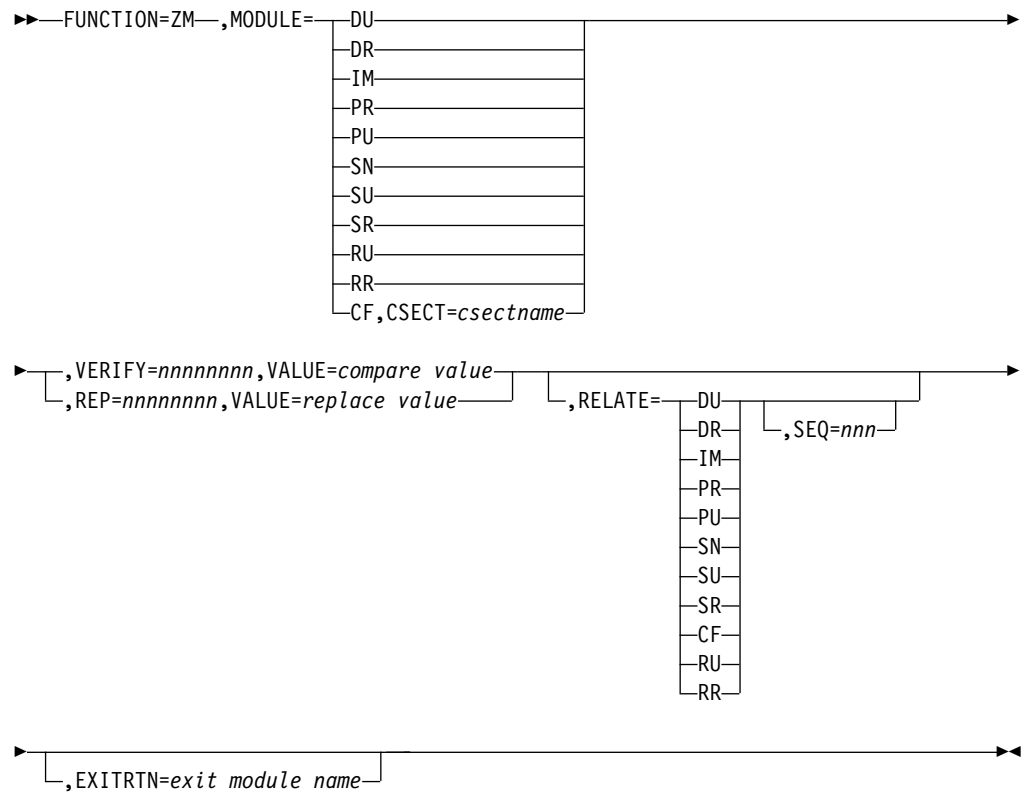 FUNCTION=ZM ,MODULE= DU
DR
IM
PR
PU
SN
SU
SR
RU
RR
CF,CSECT=csectname
,VERIFY=nnnnnnnn,VALUE=compare value
,REP=nnnnnnnn,VALUE=replace value
,RELATE= DU
DR
IM
PR
PU
SN
SU
SR
CF
RU
RR
,SEQ=nnn
,EXITRTN=exit module name